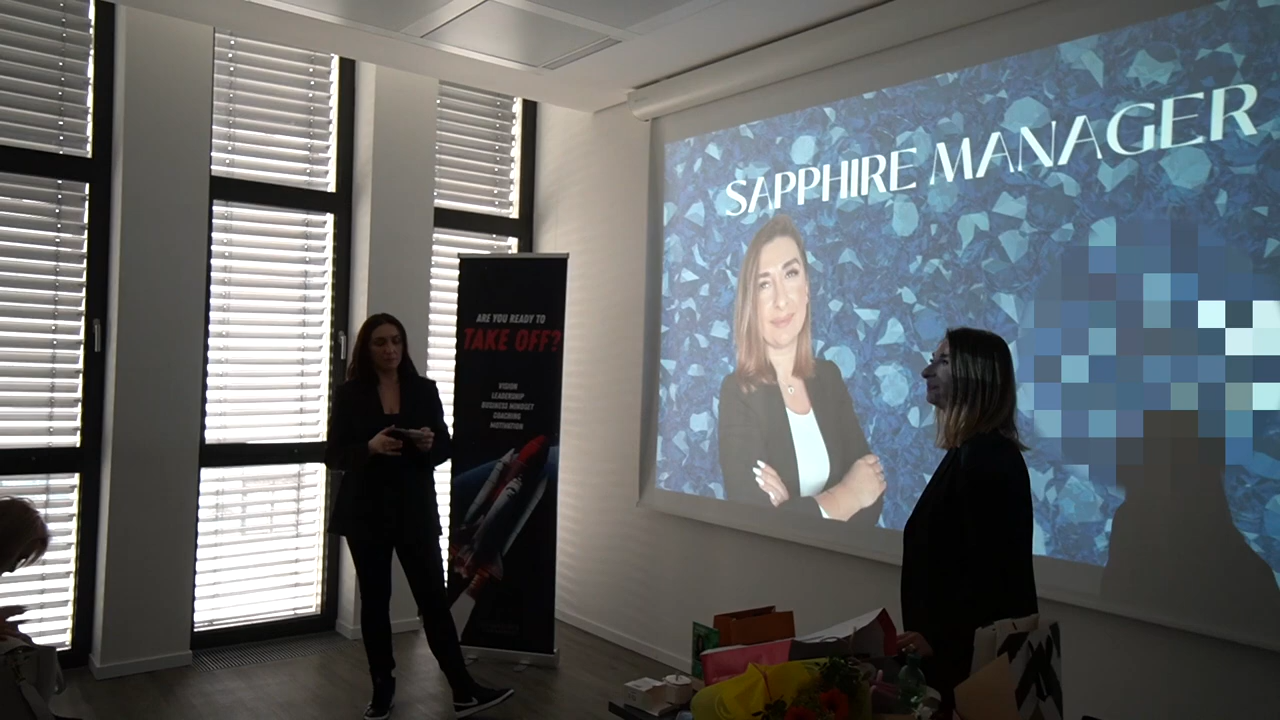 SAPPHIRE MANAGER
ARE YOU READY TO
TAKE OFF?
VISION
LEADERSHIP
BUSINESS MINDSET
COACHING
MOTIVATION